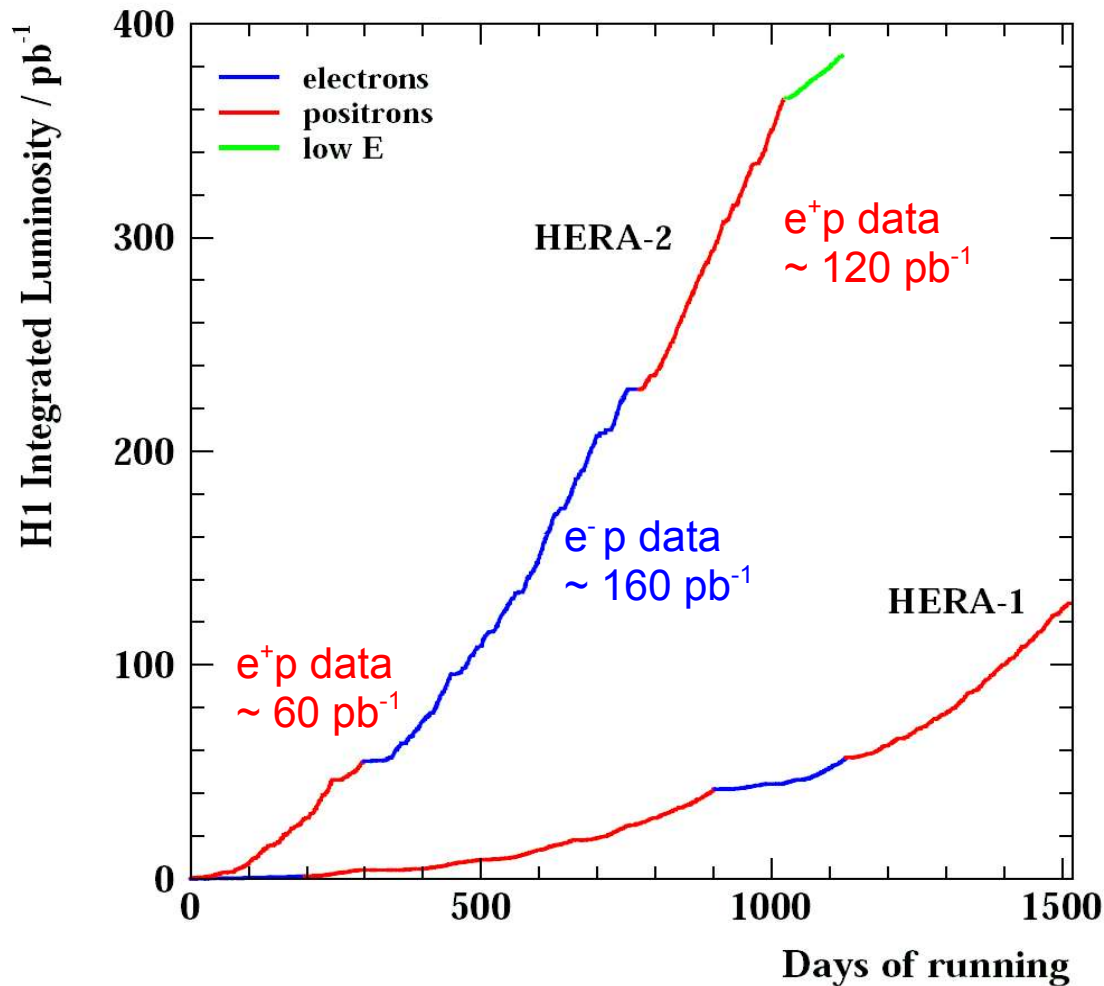 H1 Integrated Luminosity / pb⁻¹
400
300
200
100
0
electrons
positrons
low E
HERA-2
e⁺p data
~ 120 pb⁻¹
e⁻ p data
~ 160 pb⁻¹
HERA-1
e⁺p data
~ 60 pb⁻¹
0 500 1000 1500
Days of running